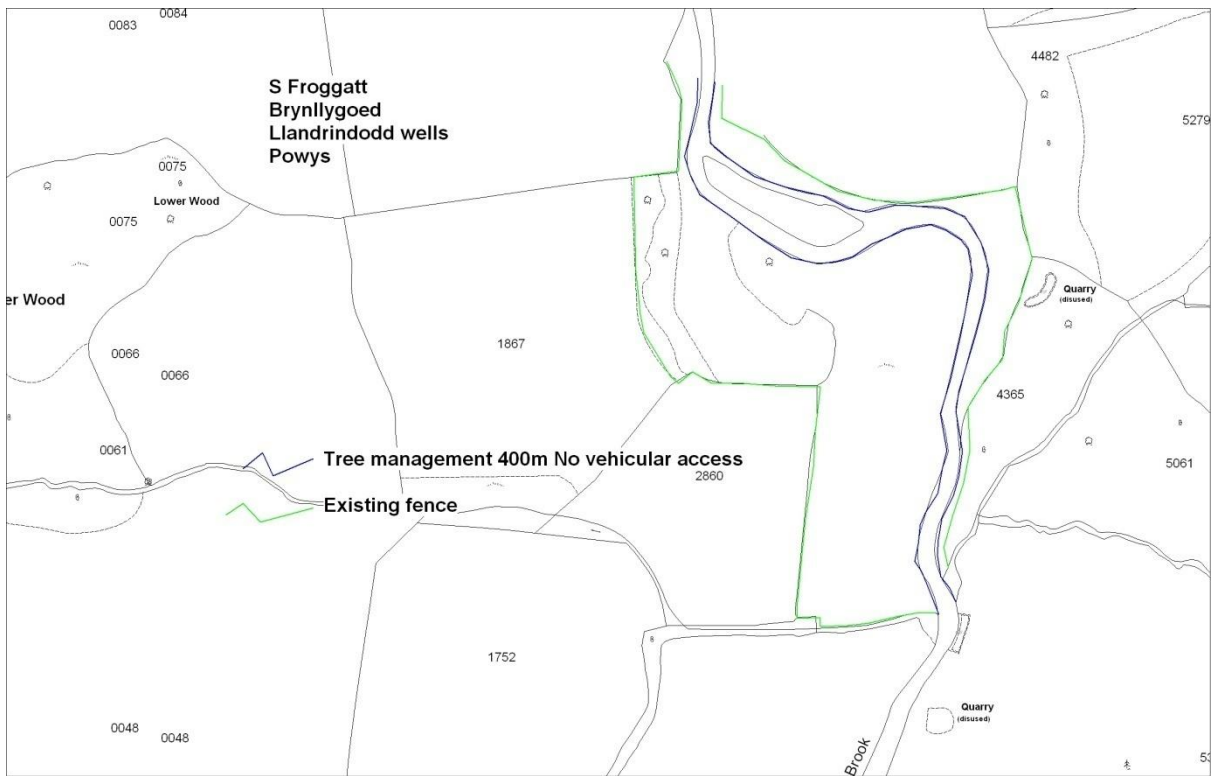 0084
0083
4482
S Froggatt
Brynllygoed
Llandrindodd wells
Powys
5279
0075
Lower Wood
0075
er Wood
Quarry
(disused)
1867
0066
0066
4365
0061
Tree management 400m No vehicular access
2860
5061
Existing fence
1752
Quarry
(disused)
0048
0048
Brook
53